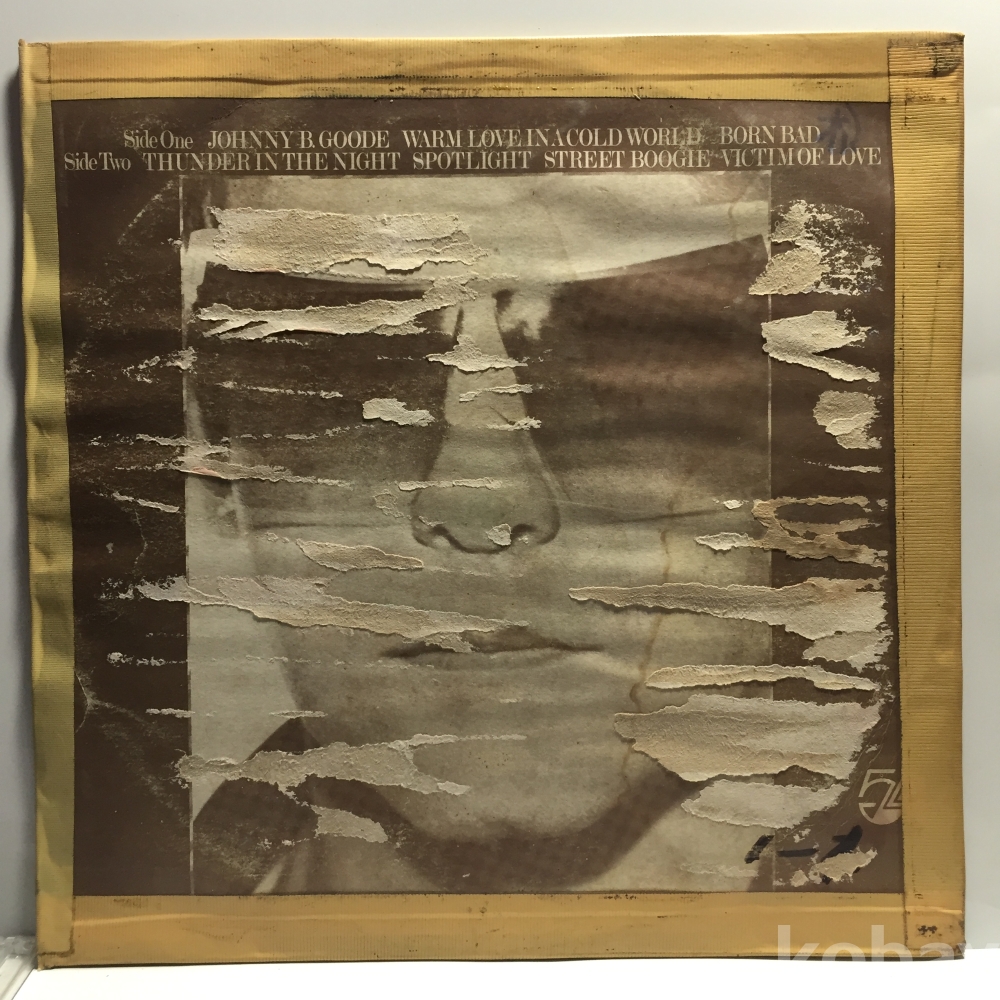 Side One JOHNNY B. GOODE WARM LOVE IN A COLD WORLD BORN BAD
Side Two THUNDER IN THE NIGHT SPOTLIGHT STREET BOOGIE VICTIM OF LOVE
54